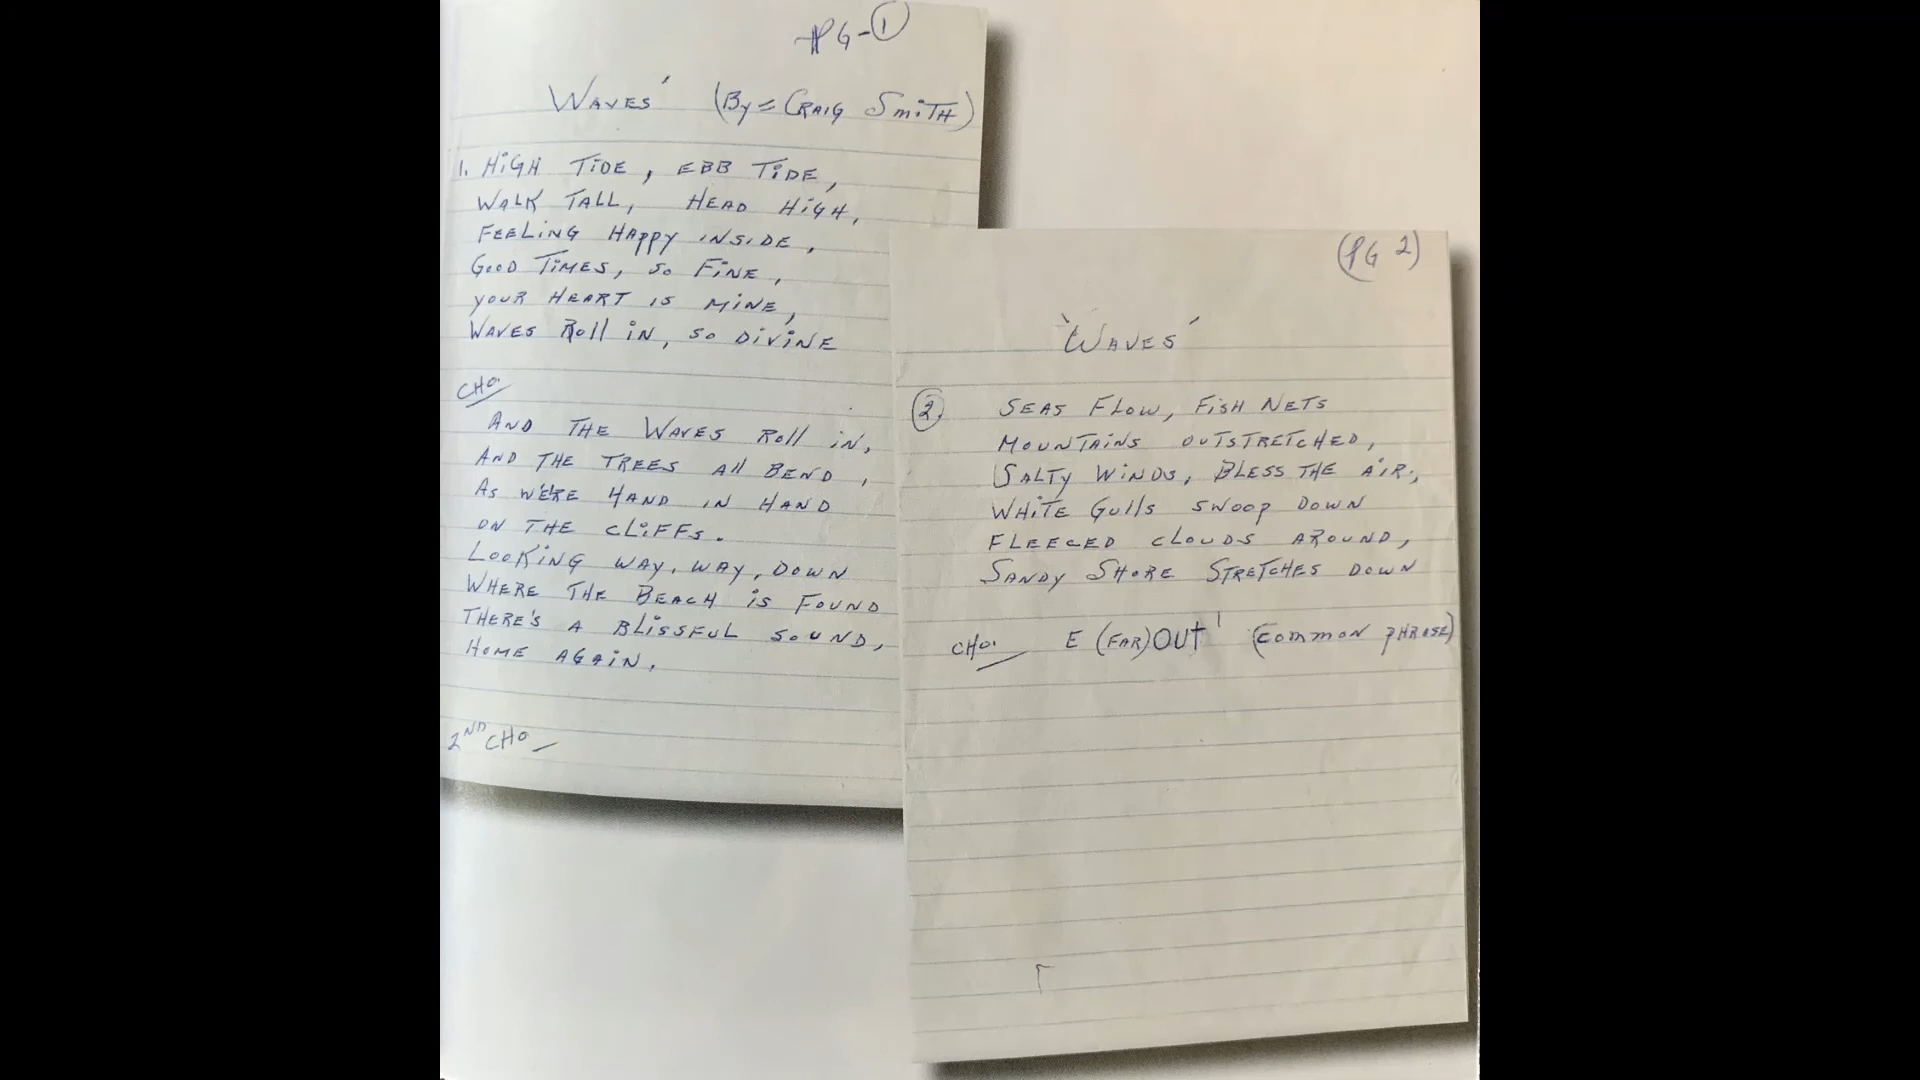 PG-1
WAVES' (By = CRAIG SMITH)
1. HIGH TIDE, EBB TIDE,
WALK TALL, HEAD HIGH,
FEELING HAPPY INSIDE,
GOOD TIMES, SO FINE,
YOUR HEART IS MINE,
WAVES ROLL IN, SO DIVINE
CHO.
AND THE WAVES ROLL IN,
AND THE TREES ALL BEND,
AS WE'RE HAND IN HAND
ON THE CLIFFS.
LOOKING WAY, WAY, DOWN
WHERE THE BEACH IS FOUND
THERE'S A BLISSFUL SOUND,
HOME AGAIN.
2ND CHO
(PG 2)
'WAVES'
2. SEAS FLOW, FISH NETS
MOUNTAINS OUTSTRETCHED,
SALTY WINDS, BLESS THE AIR,
WHITE GULLS SWOOP DOWN
FLEECED CLOUDS AROUND,
SANDY SHORE STRETCHES DOWN
CHO. E (FAR) OUT' (COMMON PHRASE)